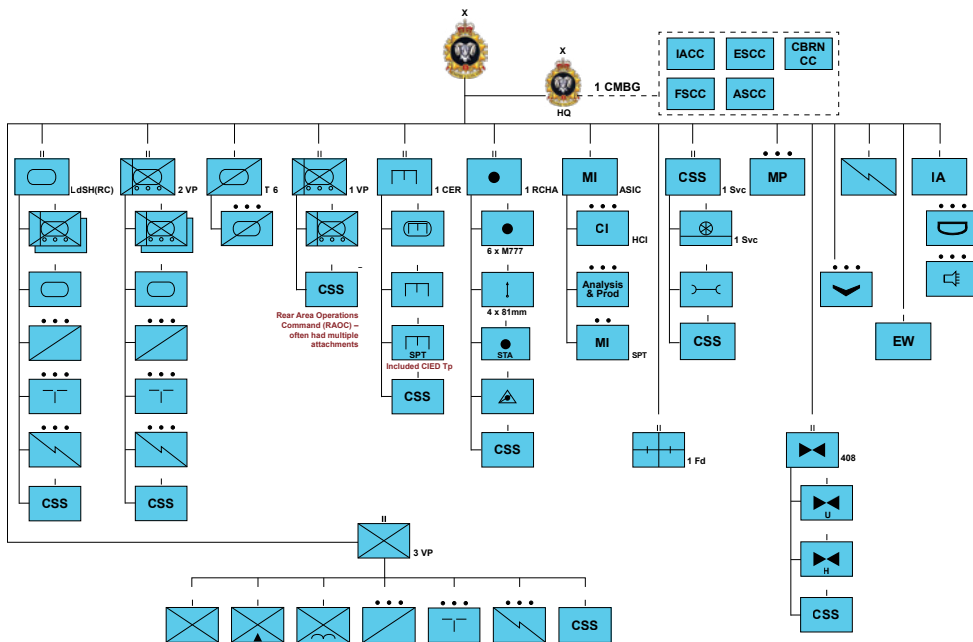 X
X
HQ
1 CMBG
IACC
ESCC
CBRN
CC
FSCC
ASCC
II
LdSH(RC)
II
2 VP
I
T 6
II
1 VP
II
1 CER
II
1 RCHA
II
MI
ASIC
II
CSS
1 Svc
MP
I
I
IA
I
I
I
I
I
CI
HCI
I
1 Svc
6 x M777
I
I
I
CSS
I
I
Analysis
& Prod
I
Rear Area Operations
Command (RAOC) –
often had multiple
attachments
4 x 81mm
I
SPT
Included CIED Tp
I
STA
MI
SPT
I
CSS
I
EW
I
CSS
I
I
CSS
II
1 Fd
II
408
I
CSS
I
CSS
I
U
II
3 VP
I
H
I
I
I
I
CSS
I
CSS